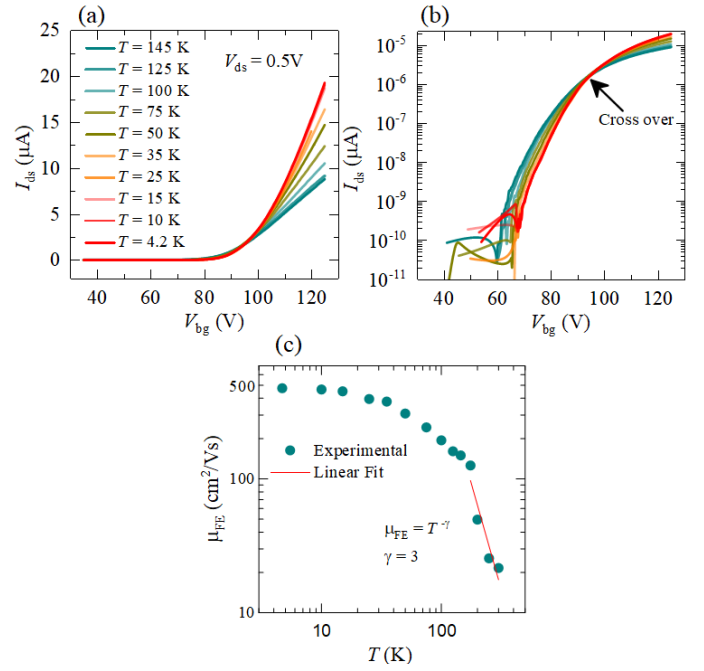 (a)
25
20
15
10
5
0
I_ds (µA)
T = 145 K
T = 125 K
T = 100 K
T = 75 K
T = 50 K
T = 35 K
T = 25 K
T = 15 K
T = 10 K
T = 4.2 K
V_ds = 0.5V
40 60 80 100 120
V_bg (V)
(b)
10⁻⁵
10⁻⁶
10⁻⁷
10⁻⁸
10⁻⁹
10⁻¹⁰
10⁻¹¹
I_ds (µA)
Cross over
40 60 80 100 120
V_bg (V)
(c)
500
100
10
μ_FE (cm²/Vs)
Experimental
Linear Fit
μ_FE = T^-γ
γ = 3
10 100
T (K)